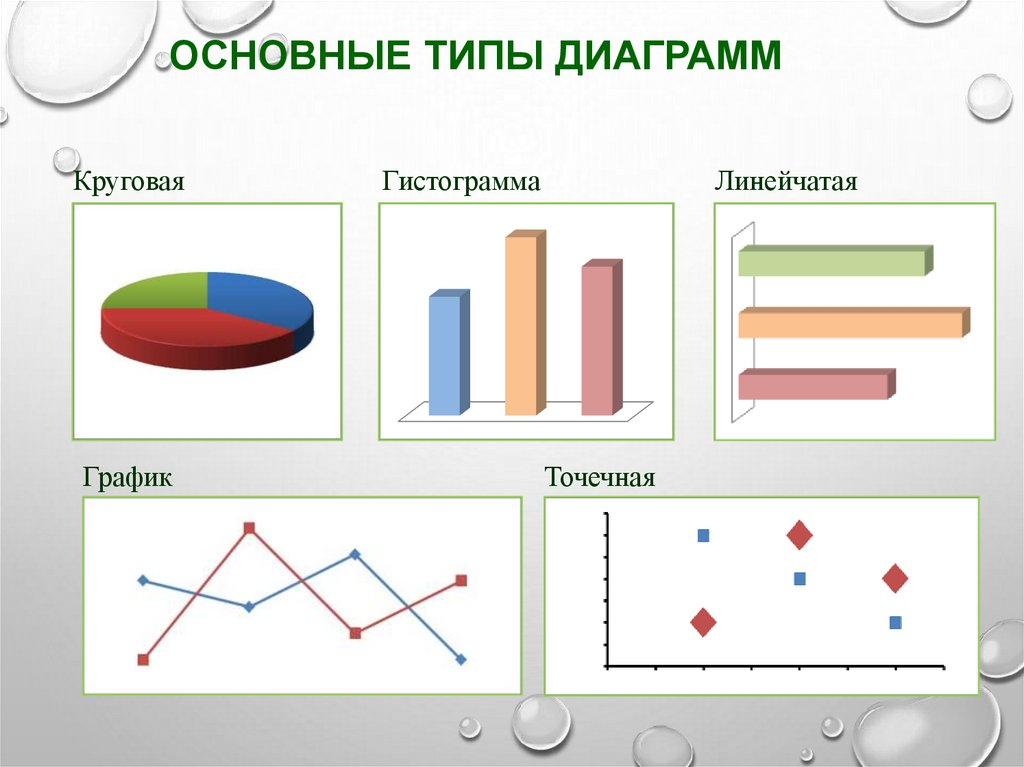 ОСНОВНЫЕ ТИПЫ ДИАГРАММ
Круговая
Гистограмма
Линейчатая
График
Точечная